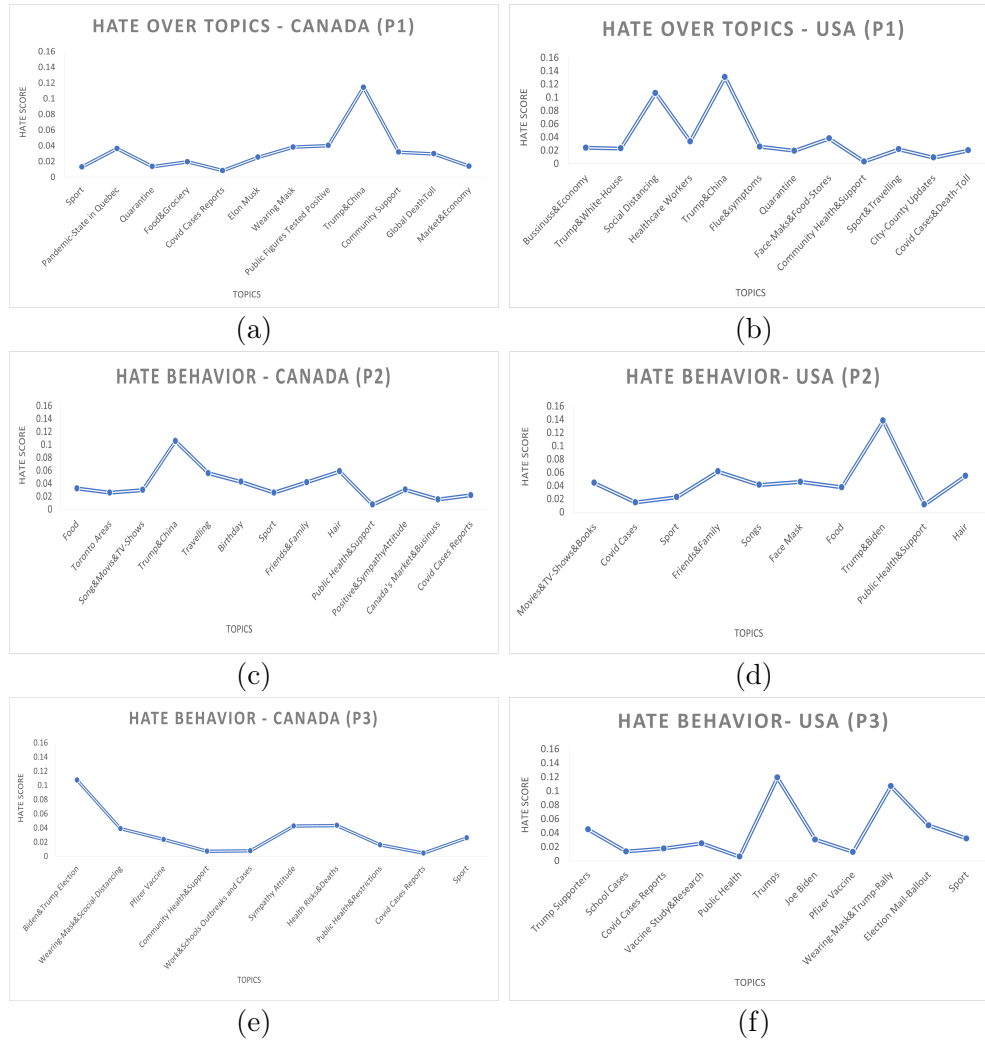 HATE OVER TOPICS - CANADA (P1)
HATE SCORE
0.16
0.14
0.12
0.1
0.08
0.06
0.04
0.02
0
Sport
Pandemic-State in Quebec
Quarantine
Food&Grociery
Covid Cases Reports
Elon Musk
Wearing Mask
Public Figures Tested Positive
Trump&China
Community Support
Global DeathToll
Market&Economy
TOPICS
(a)
HATE OVER TOPICS - USA (P1)
HATE SCORE
0.16
0.14
0.12
0.1
0.08
0.06
0.04
0.02
0
Bussinuss&Economy
Trump&White-House
Social Distancing
Healthcare Workers
Trump&China
Flue&symptoms
Quarantine
Face-Maks&Food-Stores
Community Health&Support
Sport&Travelling
City-County Updates
Covid Cases&Death-Toll
TOPICS
(b)
HATE BEHAVIOR - CANADA (P2)
HATE SCORE
0.16
0.14
0.12
0.1
0.08
0.06
0.04
0.02
0
Food
Toronto Areas
Song&Movis&TV-Shows
Trump&China
Travelling
Birthday
Sport
Friends&Family
Hair
Public Health&Support
Positive&SympathyAttitude
Canada's Market&Businuss
Covid Cases Reports
TOPICS
(c)
HATE BEHAVIOR- USA (P2)
HATE SCORE
0.16
0.14
0.12
0.1
0.08
0.06
0.04
0.02
0
Movies&TV-Shows&Books
Covid Cases
Sport
Friends&Family
Songs
Face Mask
Food
Trump&Biden
Public Health&Support
Hair
TOPICS
(d)
HATE BEHAVIOR - CANADA (P3)
HATE SCORE
0.16
0.14
0.12
0.1
0.08
0.06
0.04
0.02
0
Biden&Trump Election
Wearing-Mask&Scocial-Distancing
Pfizer Vaccine
Community Health&Support
Work&Schools Outbreaks and Cases
Sympathy Attitude
Health Risks&Deaths
Public Health&Restrictions
Covid Cases Reports
Sport
TOPICS
(e)
HATE BEHAVIOR- USA (P3)
HATE SCORE
0.16
0.14
0.12
0.1
0.08
0.06
0.04
0.02
0
Trump Supporters
School Cases
Covid Cases Reports
Vaccine Study&Research
Public Health
Trumps
Joe Biden
Pfizer Vaccine
Wearing-Mask&Trump-Rally
Election Mail-Ballout
Sport
TOPICS
(f)